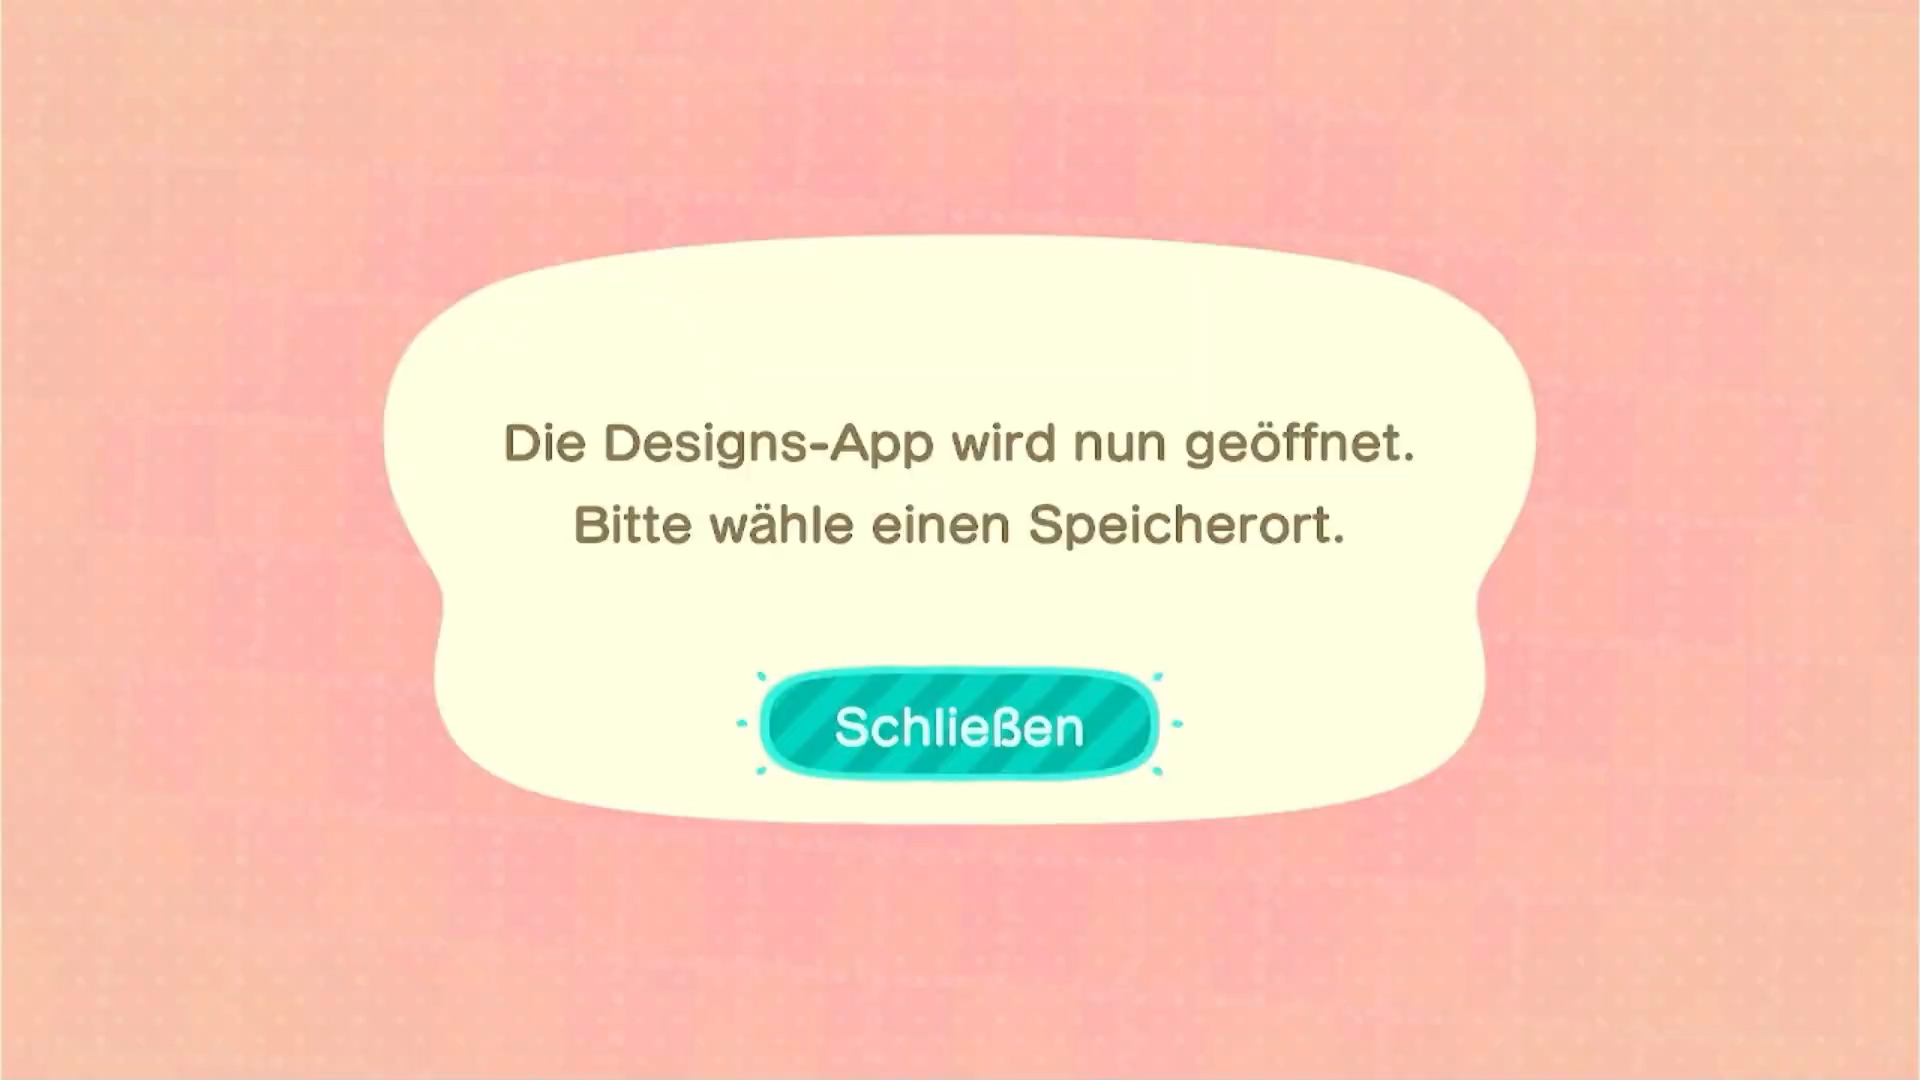 Die Designs-App wird nun geöffnet.
Bitte wähle einen Speicherort.
Schließen